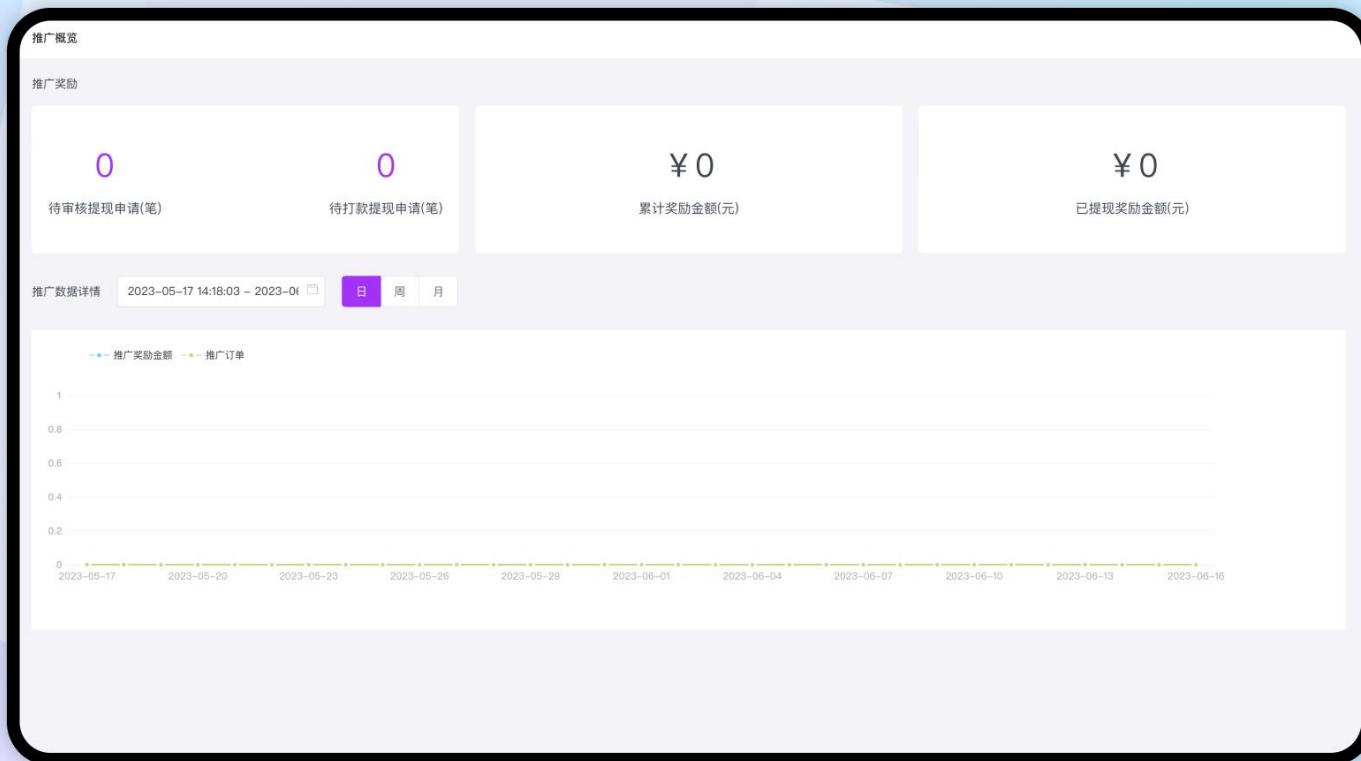 推广概览
推广奖励
0 0 ¥0 ¥0
待审核提现申请(笔) 待打款提现申请(笔) 累计奖励金额(元) 已提现奖励金额(元)
推广数据详情 2023-05-17 14:18:03 - 2023-0 日 周 月
推广奖励金额 推广订单
1
0.8
0.6
0.4
0.2
0
2023-05-17 2023-05-20 2023-05-23 2023-05-26 2023-05-29 2023-06-01 2023-06-04 2023-06-07 2023-06-10 2023-06-13 2023-06-16